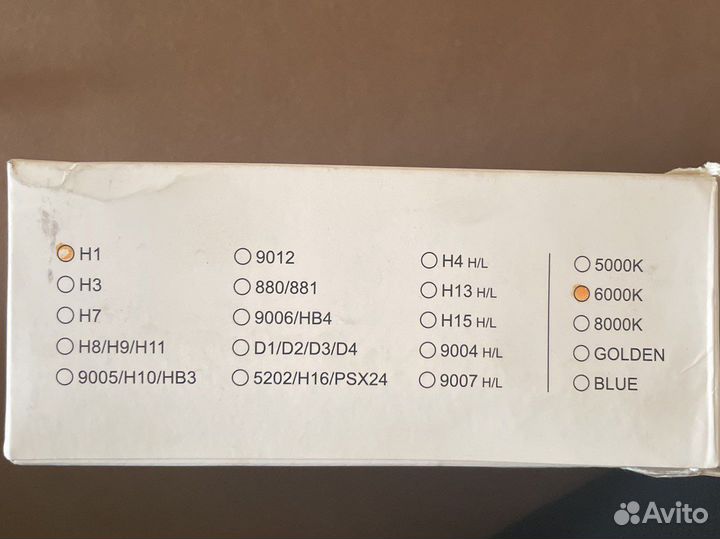 H1
H3
H7
H8/H9/H11
9005/H10/HB3
9012
880/881
9006/HB4
D1/D2/D3/D4
5202/H16/PSX24
H4 H/L
H13 H/L
H15 H/L
9004 H/L
9007 H/L
5000K
6000K
8000K
GOLDEN
BLUE
Avito